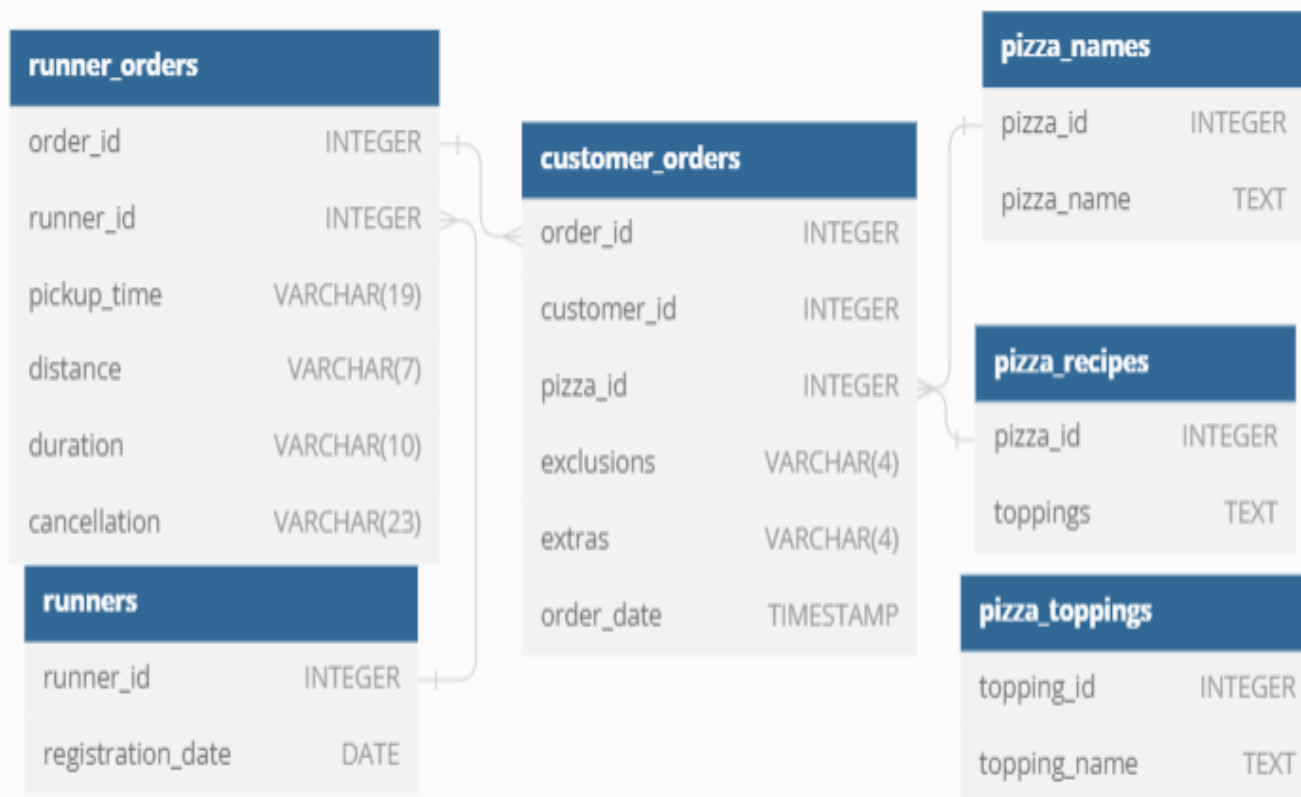 runner_orders
order_id INTEGER
runner_id INTEGER
pickup_time VARCHAR(19)
distance VARCHAR(7)
duration VARCHAR(10)
cancellation VARCHAR(23)
runners
runner_id INTEGER
registration_date DATE
customer_orders
order_id INTEGER
customer_id INTEGER
pizza_id INTEGER
exclusions VARCHAR(4)
extras VARCHAR(4)
order_date TIMESTAMP
pizza_names
pizza_id INTEGER
pizza_name TEXT
pizza_recipes
pizza_id INTEGER
toppings TEXT
pizza_toppings
topping_id INTEGER
topping_name TEXT